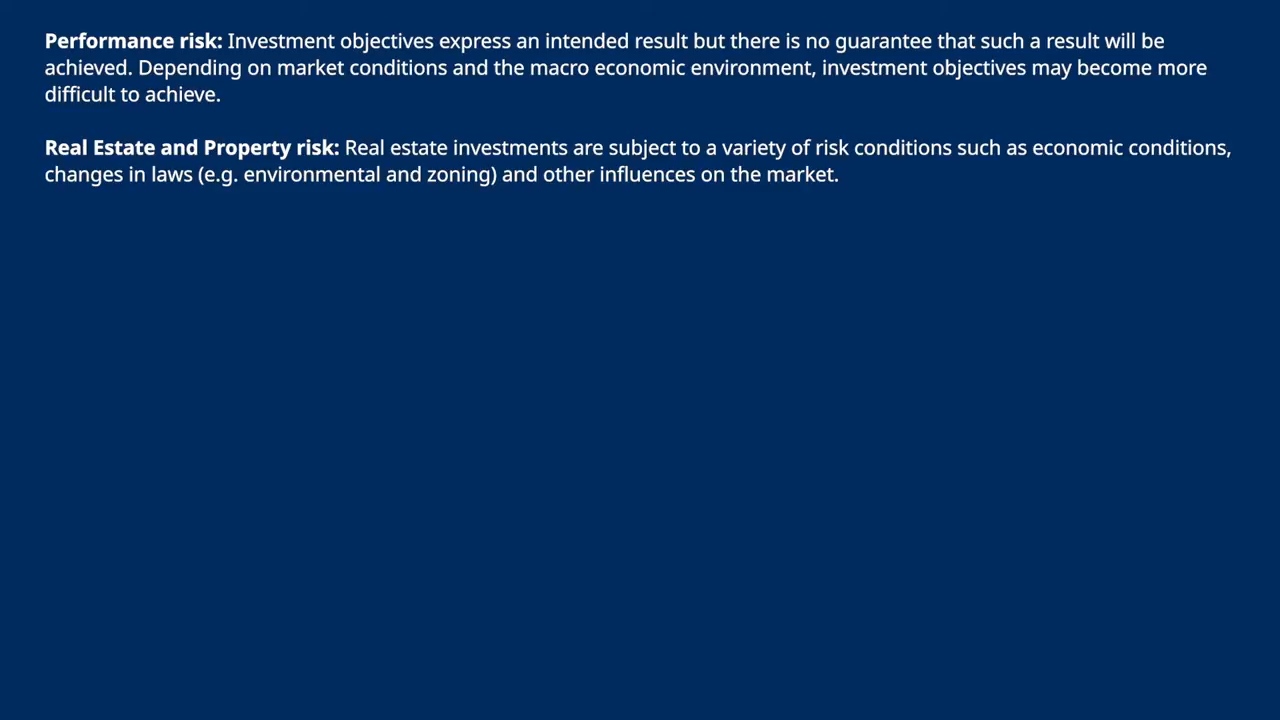 Performance risk: Investment objectives express an intended result but there is no guarantee that such a result will be
achieved. Depending on market conditions and the macro economic environment, investment objectives may become more
difficult to achieve.
Real Estate and Property risk: Real estate investments are subject to a variety of risk conditions such as economic conditions,
changes in laws (e.g. environmental and zoning) and other influences on the market.